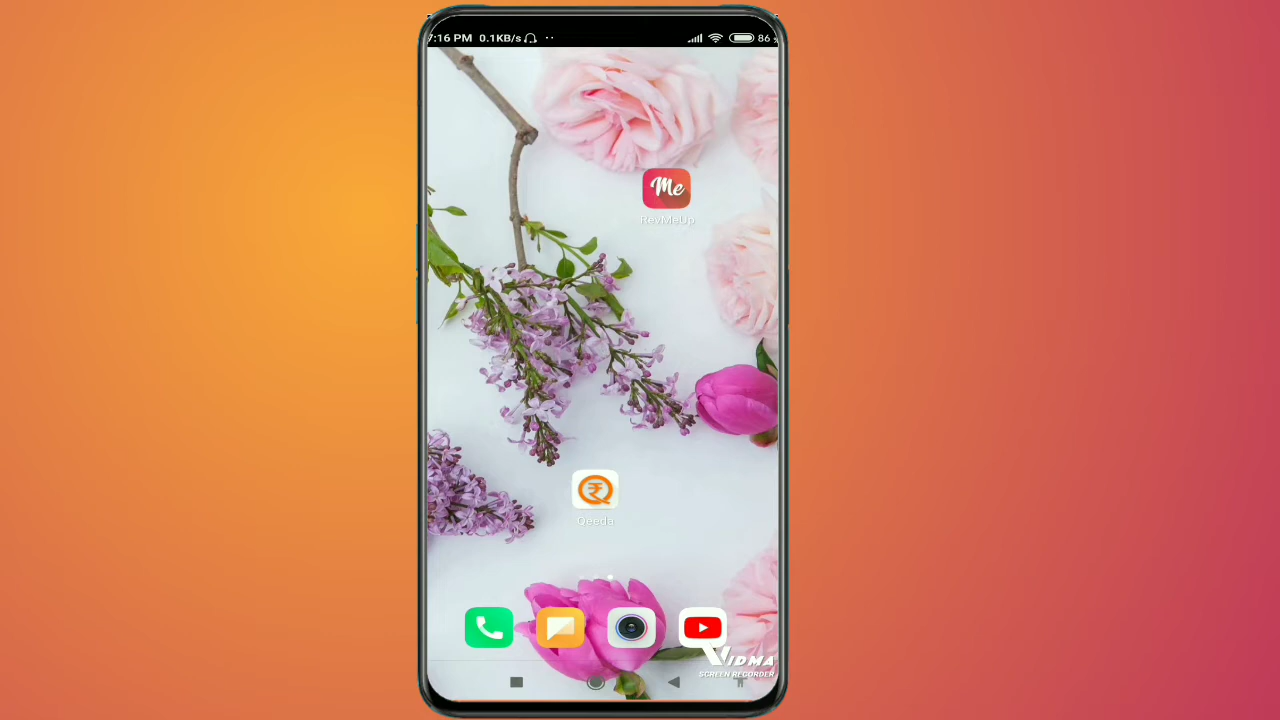 7:16 PM 0.1KB/s
86
Me
RevMeUp
Qeeda
VIDMA
SCREEN RECORDER